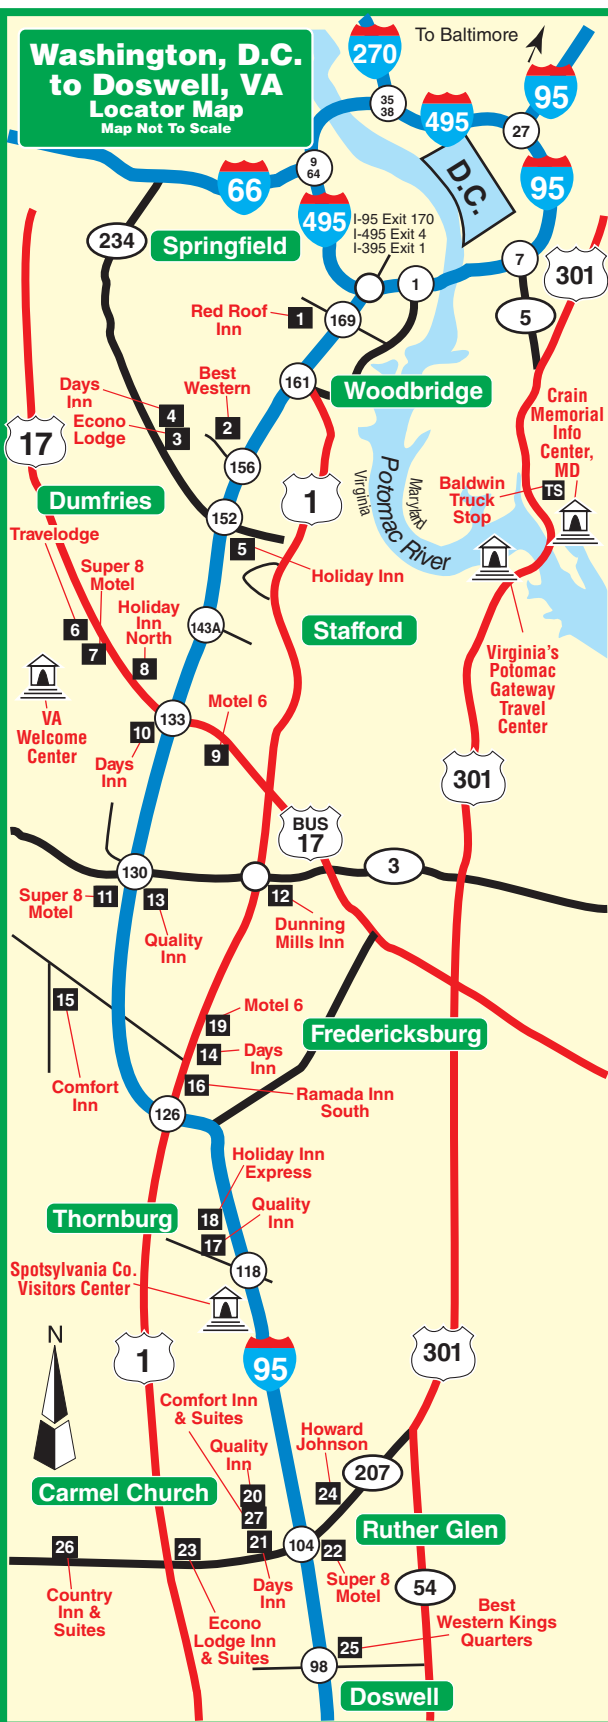 Washington, D.C.
to Doswell, VA
Locator Map
Map Not To Scale
To Baltimore
270
95
35
38
495
27
9
64
66
95
D.C.
495
I-95 Exit 170
I-495 Exit 4
I-395 Exit 1
234
Springfield
7
301
1
5
Red Roof
Inn
1
169
161
Woodbridge
Days
Inn
4
Econo
Lodge
3
Best
Western
2
Crain
Memorial
Info
Center,
MD
17
156
1
Potomac River
Virginia
Maryland
Baldwin
Truck
Stop
TS
Dumfries
152
Travelodge
5
Holiday Inn
Super 8
Motel
Holiday
Inn
North
6
7
8
143A
Stafford
Virginia's
Potomac
Gateway
Travel
Center
VA
Welcome
Center
133
10
Days
Inn
Motel 6
9
301
BUS
17
130
3
Super 8
Motel
11
13
Quality
Inn
12
Dunning
Mills Inn
15
Comfort
Inn
19
Motel 6
14
Days
Inn
Fredericksburg
16
Ramada Inn
South
126
Holiday Inn
Express
18
Quality
Inn
17
Thornburg
118
Spotsylvania Co.
Visitors Center
N
1
95
301
Comfort Inn
& Suites
Quality
Inn
20
27
Howard
Johnson
24
207
Carmel Church
Ruther Glen
26
Country
Inn &
Suites
23
Econo
Lodge Inn
& Suites
21
Days
Inn
104
22
Super 8
Motel
54
Best
Western Kings
Quarters
25
98
Doswell